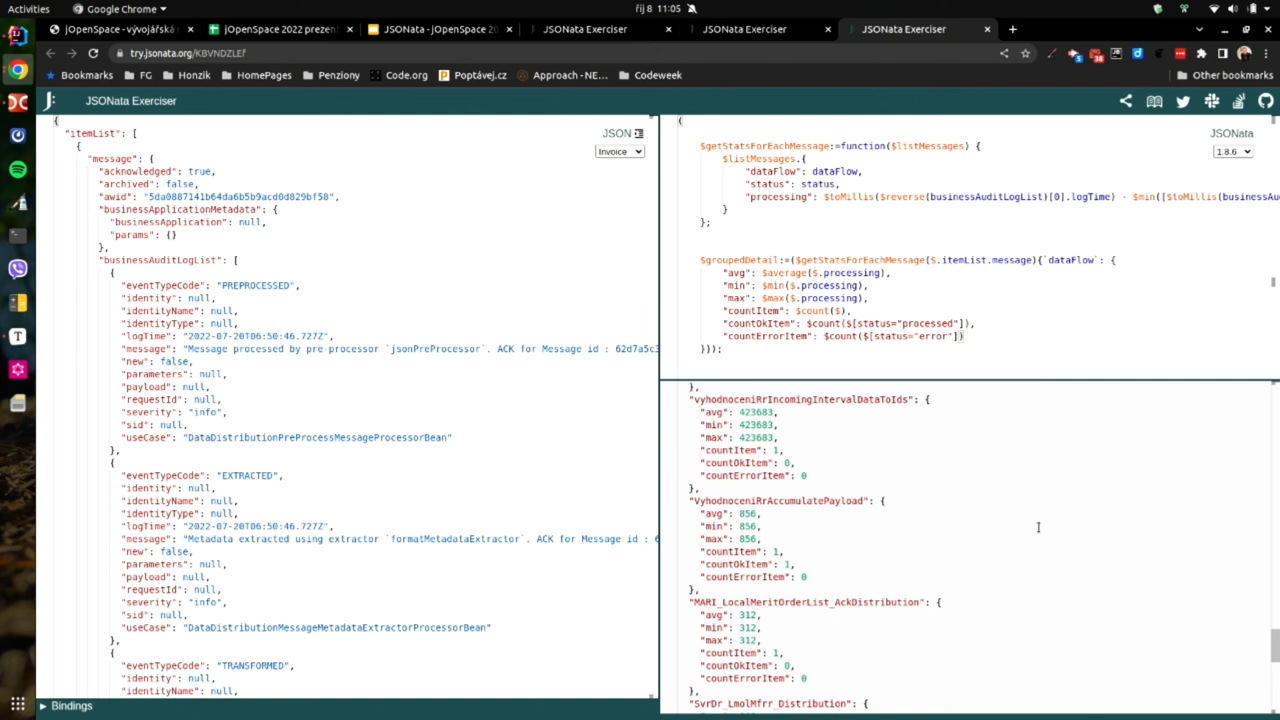 Activities
Google Chrome
říj 8 11:05
jOpenSpace - vývojářská
jOpenSpace 2022 prezen
JSONata - jOpenSpace 20
JSONata Exerciser
JSONata Exerciser
JSONata Exerciser
try.jsonata.org/KBVNDZLEf
Bookmarks
FG
Honzik
HomePages
Penziony
Code.org
Poptávej.cz
Approach - NE...
Codeweek
Other bookmarks
JSONata Exerciser
{
"itemList": [
{
"message": {
"acknowledged": true,
"archived": false,
"awid": "5da0887141b64da6b5b9acd0d829bf58",
"businessApplicationMetadata": {
"businessApplication": null,
"params": {}
},
"businessAuditLogList": [
{
"eventTypeCode": "PREPROCESSED",
"identity": null,
"identityName": null,
"identityType": null,
"logTime": "2022-07-20T06:50:46.727Z",
"message": "Message processed by pre-processor `jsonPreProcessor`. ACK for Message id : 62d7a5c3
"new": false,
"parameters": null,
"payload": null,
"requestId": null,
"severity": "info",
"sid": null,
"useCase": "DataDistributionPreProcessMessageProcessorBean"
},
{
"eventTypeCode": "EXTRACTED",
"identity": null,
"identityName": null,
"identityType": null,
"logTime": "2022-07-20T06:50:46.727Z",
"message": "Metadata extracted using extractor `formatMetadataExtractor`. ACK for Message id : 6
"new": false,
"parameters": null,
"payload": null,
"requestId": null,
"severity": "info",
"sid": null,
"useCase": "DataDistributionMessageMetadataExtractorProcessorBean"
},
{
"eventTypeCode": "TRANSFORMED",
"identity": null,
"identityName": null,
JSON
Invoice
Bindings
(
$getStatsForEachMessage:=function($listMessages) {
$listMessages.{
"dataFlow": dataFlow,
"status": status,
"processing": $toMillis($reverse(businessAuditLogList)[0].logTime) - $min([$toMillis(businessAu
}
};
$groupedDetail:=($getStatsForEachMessage($.itemList.message){`dataFlow`: {
"avg": $average($.processing),
"min": $min($.processing),
"max": $max($.processing),
"countItem": $count($),
"countOkItem": $count($[status="processed"]),
"countErrorItem": $count($[status="error"])
}});
JSONata
1.8.6
},
"vyhodnoceniRrIncomingIntervalDataToIds": {
"avg": 423683,
"min": 423683,
"max": 423683,
"countItem": 1,
"countOkItem": 0,
"countErrorItem": 0
},
"VyhodnoceniRrAccumulatePayload": {
"avg": 856,
"min": 856,
"max": 856,
"countItem": 1,
"countOkItem": 1,
"countErrorItem": 0
},
"MARI_LocalMeritOrderList_AckDistribution": {
"avg": 312,
"min": 312,
"max": 312,
"countItem": 1,
"countOkItem": 0,
"countErrorItem": 0
},
"SvrDr_LmolMfrr_Distribution": {